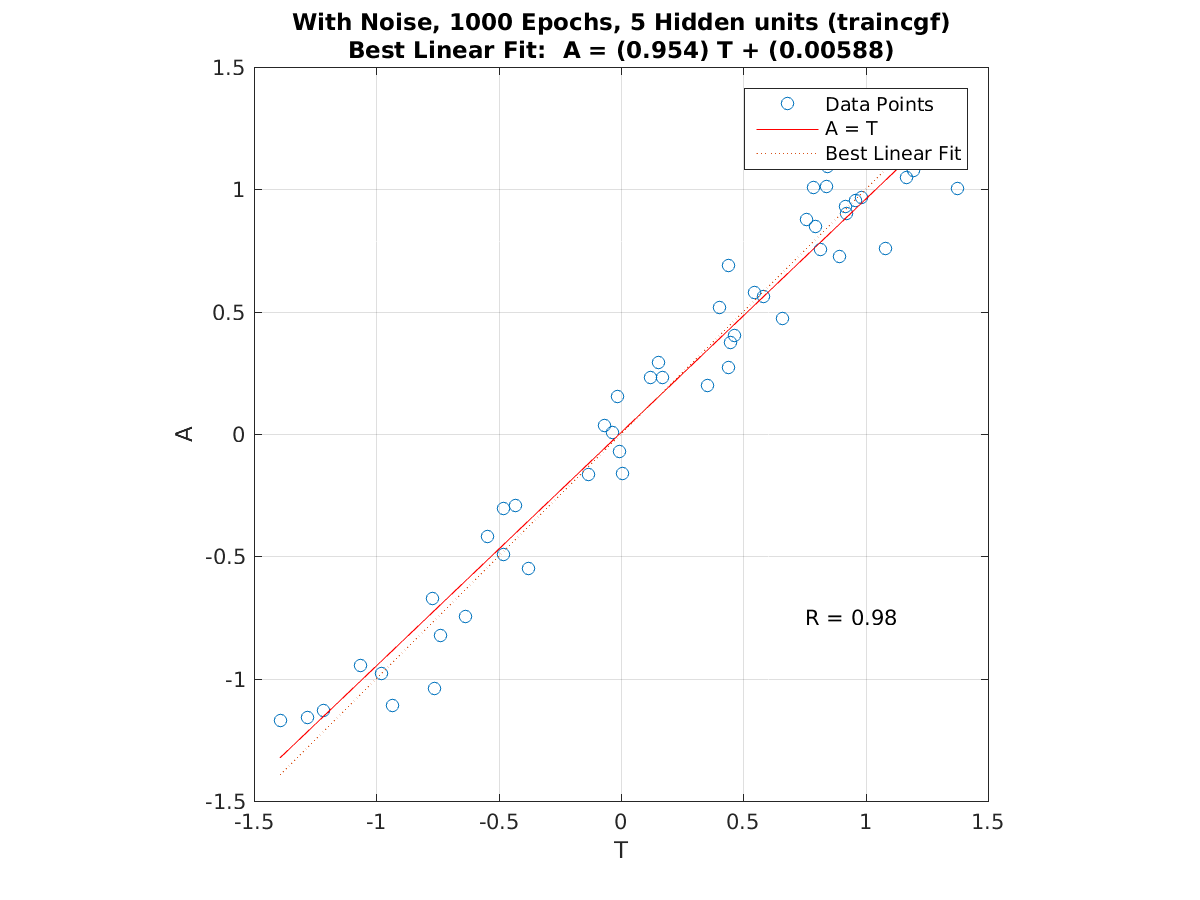 With Noise, 1000 Epochs, 5 Hidden units (traincgf)
Best Linear Fit:  A = (0.954) T + (0.00588)
1.5
Data Points
A = T
Best Linear Fit
1
0.5
A
0
-0.5
R = 0.98
-1
-1.5
-1.5 -1 -0.5 0 0.5 1 1.5
T